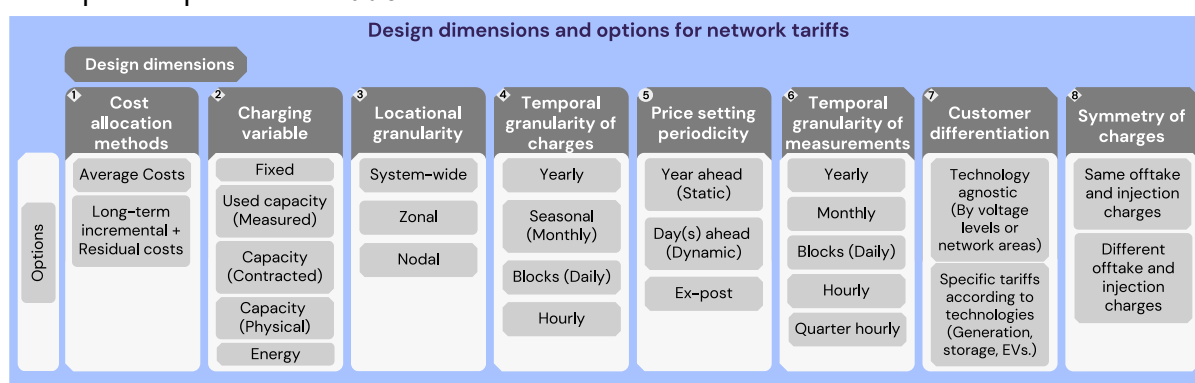 Design dimensions and options for network tariffs
Design dimensions
1
Cost
allocation
methods
2
Charging
variable
3
Locational
granularity
4
Temporal
granularity of
charges
5
Price setting
periodicity
6
Temporal
granularity of
measurements
7
Customer
differentiation
8
Symmetry of
charges
Options
Average Costs
Long-term
incremental +
Residual costs
Fixed
Used capacity
(Measured)
Capacity
(Contracted)
Capacity
(Physical)
Energy
System-wide
Zonal
Nodal
Yearly
Seasonal
(Monthly)
Blocks (Daily)
Hourly
Year ahead
(Static)
Day(s) ahead
(Dynamic)
Ex-post
Yearly
Monthly
Blocks (Daily)
Hourly
Quarter hourly
Technology
agnostic
(By voltage
levels or
network areas)
Specific tariffs
according to
technologies
(Generation,
storage, EVs.)
Same offtake
and injection
charges
Different
offtake and
injection
charges